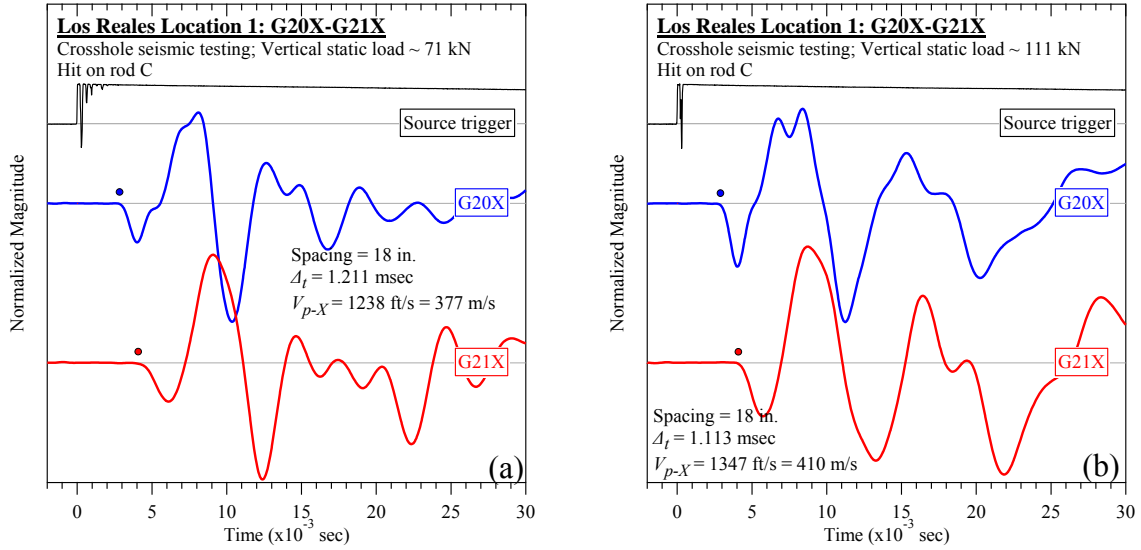 Los Reales Location 1: G20X-G21X
Crosshole seismic testing; Vertical static load ~ 71 kN
Hit on rod C
Source trigger
G20X
Spacing = 18 in.
Δt = 1.211 msec
Vp-X = 1238 ft/s = 377 m/s
G21X
(a)
Normalized Magnitude
0 5 10 15 20 25 30
Time (x10-3 sec)
Los Reales Location 1: G20X-G21X
Crosshole seismic testing; Vertical static load ~ 111 kN
Hit on rod C
Source trigger
G20X
G21X
Spacing = 18 in.
Δt = 1.113 msec
Vp-X = 1347 ft/s = 410 m/s
(b)
Normalized Magnitude
0 5 10 15 20 25 30
Time (x10-3 sec)